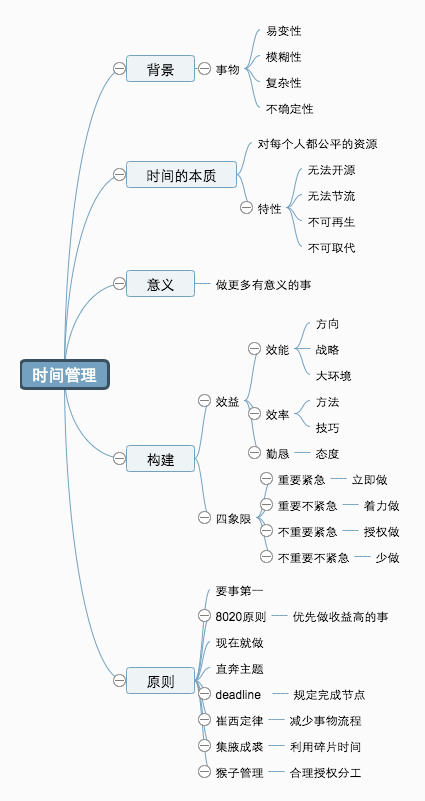 时间管理
背景
事物
易变性
模糊性
复杂性
不确定性
时间的本质
对每个人都公平的资源
特性
无法开源
无法节流
不可再生
不可取代
意义
做更多有意义的事
构建
效益
效能
方向
战略
大环境
效率
方法
技巧
勤恳
态度
四象限
重要紧急
立即做
重要不紧急
着力做
不重要紧急
授权做
不重要不紧急
少做
原则
要事第一
8020原则
优先做收益高的事
现在就做
直奔主题
deadline
规定完成节点
崔西定律
减少事物流程
集腋成裘
利用碎片时间
猴子管理
合理授权分工